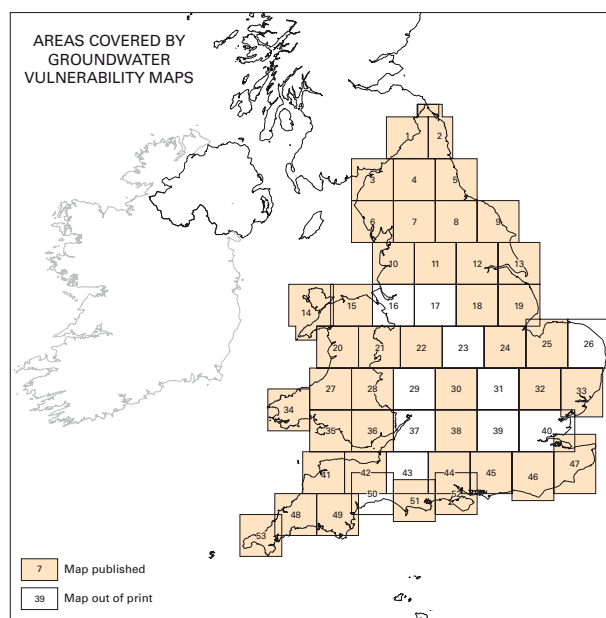 AREAS COVERED BY
GROUNDWATER
VULNERABILITY MAPS
1 2
3 4 5
6 7 8 9
10 11 12 13
14 15 16 17 18 19
20 21 22 23 24 25 26
27 28 29 30 31 32 33
34
35 36 37 38 39 40
41 42 43 44 45 46 47
48 49 50 51 52
53
7 Map published
39 Map out of print